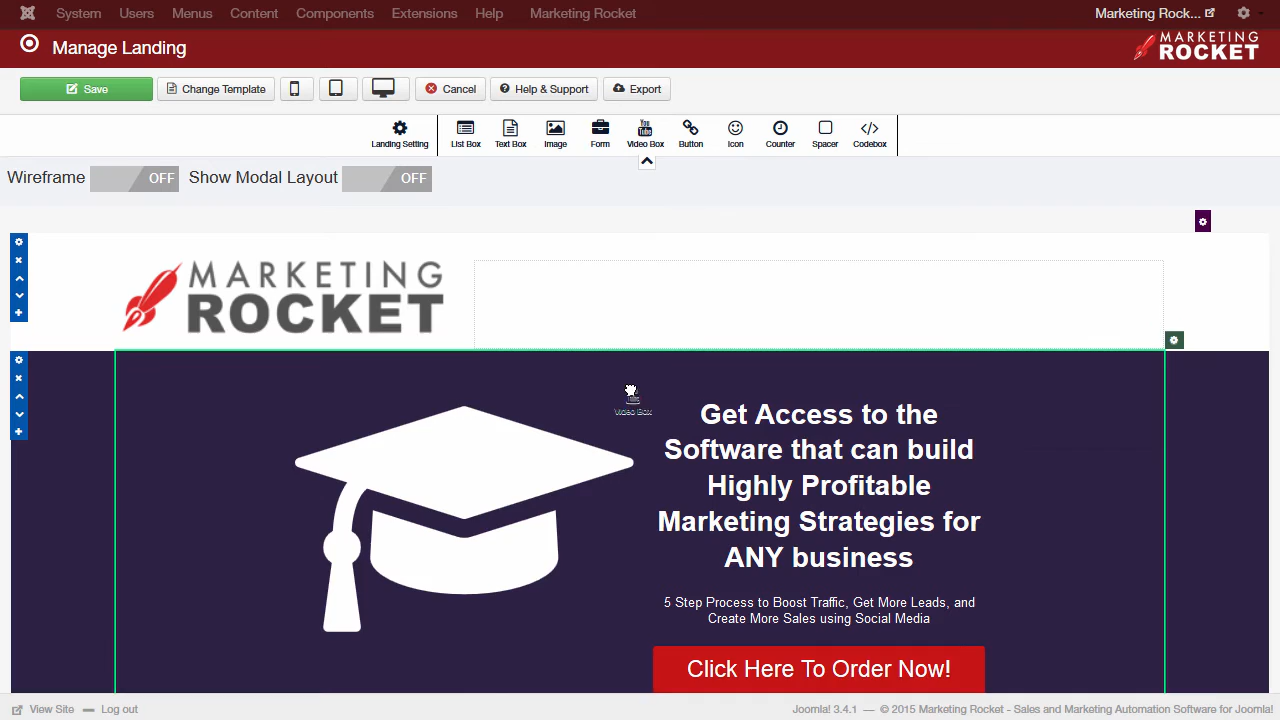 System Users Menus Content Components Extensions Help Marketing Rocket Marketing Rock...
Manage Landing
MARKETING
ROCKET
Save Change Template Cancel Help & Support Export
Landing Setting List Box Text Box Image Form You Tube Video Box Button Icon Counter Spacer Codebox
Wireframe OFF Show Modal Layout OFF
MARKETING
ROCKET
Video Box
Get Access to the
Software that can build
Highly Profitable
Marketing Strategies for
ANY business
5 Step Process to Boost Traffic, Get More Leads, and
Create More Sales using Social Media
Click Here To Order Now!
View Site Log out Joomla! 3.4.1 — © 2015 Marketing Rocket - Sales and Marketing Automation Software for Joomla!